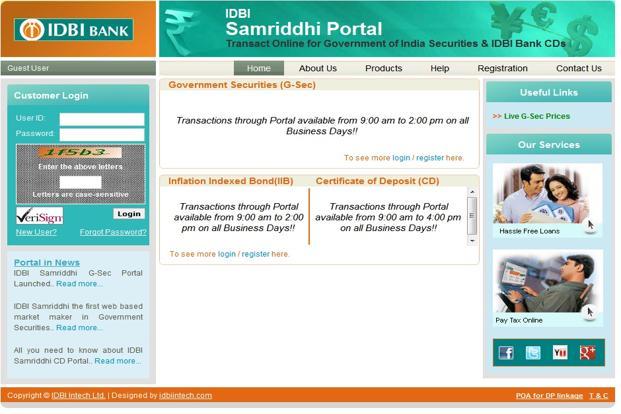 IDBI BANK
IDBI
Samriddhi Portal
Transact Online for Government of India Securities & IDBI Bank CDs
Guest User
Home
About Us
Products
Help
Registration
Contact Us
Customer Login
User ID:
Password:
1f5b3
Enter the above letters
Letters are case-sensitive
VeriSign
Login
New User?
Forgot Password?
Portal in News
IDBI Samriddhi G-Sec Portal
Launched.. Read more...
IDBI Samriddhi the first web based
market maker in Government
Securities.. Read more...
All you need to know about IDBI
Samriddhi CD Portal.. Read more...
Government Securities (G-Sec)
Transactions through Portal available from 9:00 am to 2:00 pm on all
Business Days!!
To see more login / register here.
Inflation Indexed Bond(IIB)
Transactions through Portal
available from 9:00 am to 2:00
pm on all Business Days!!
Certificate of Deposit (CD)
Transactions through Portal
available from 9:00 am to 4:00
pm on all Business Days!!
To see more login / register here.
Useful Links
>> Live G-Sec Prices
Our Services
Hassle Free Loans
Pay Tax Online
Copyright © IDBI Intech Ltd. | Designed by idbiintech.com
POA for DP linkage T & C